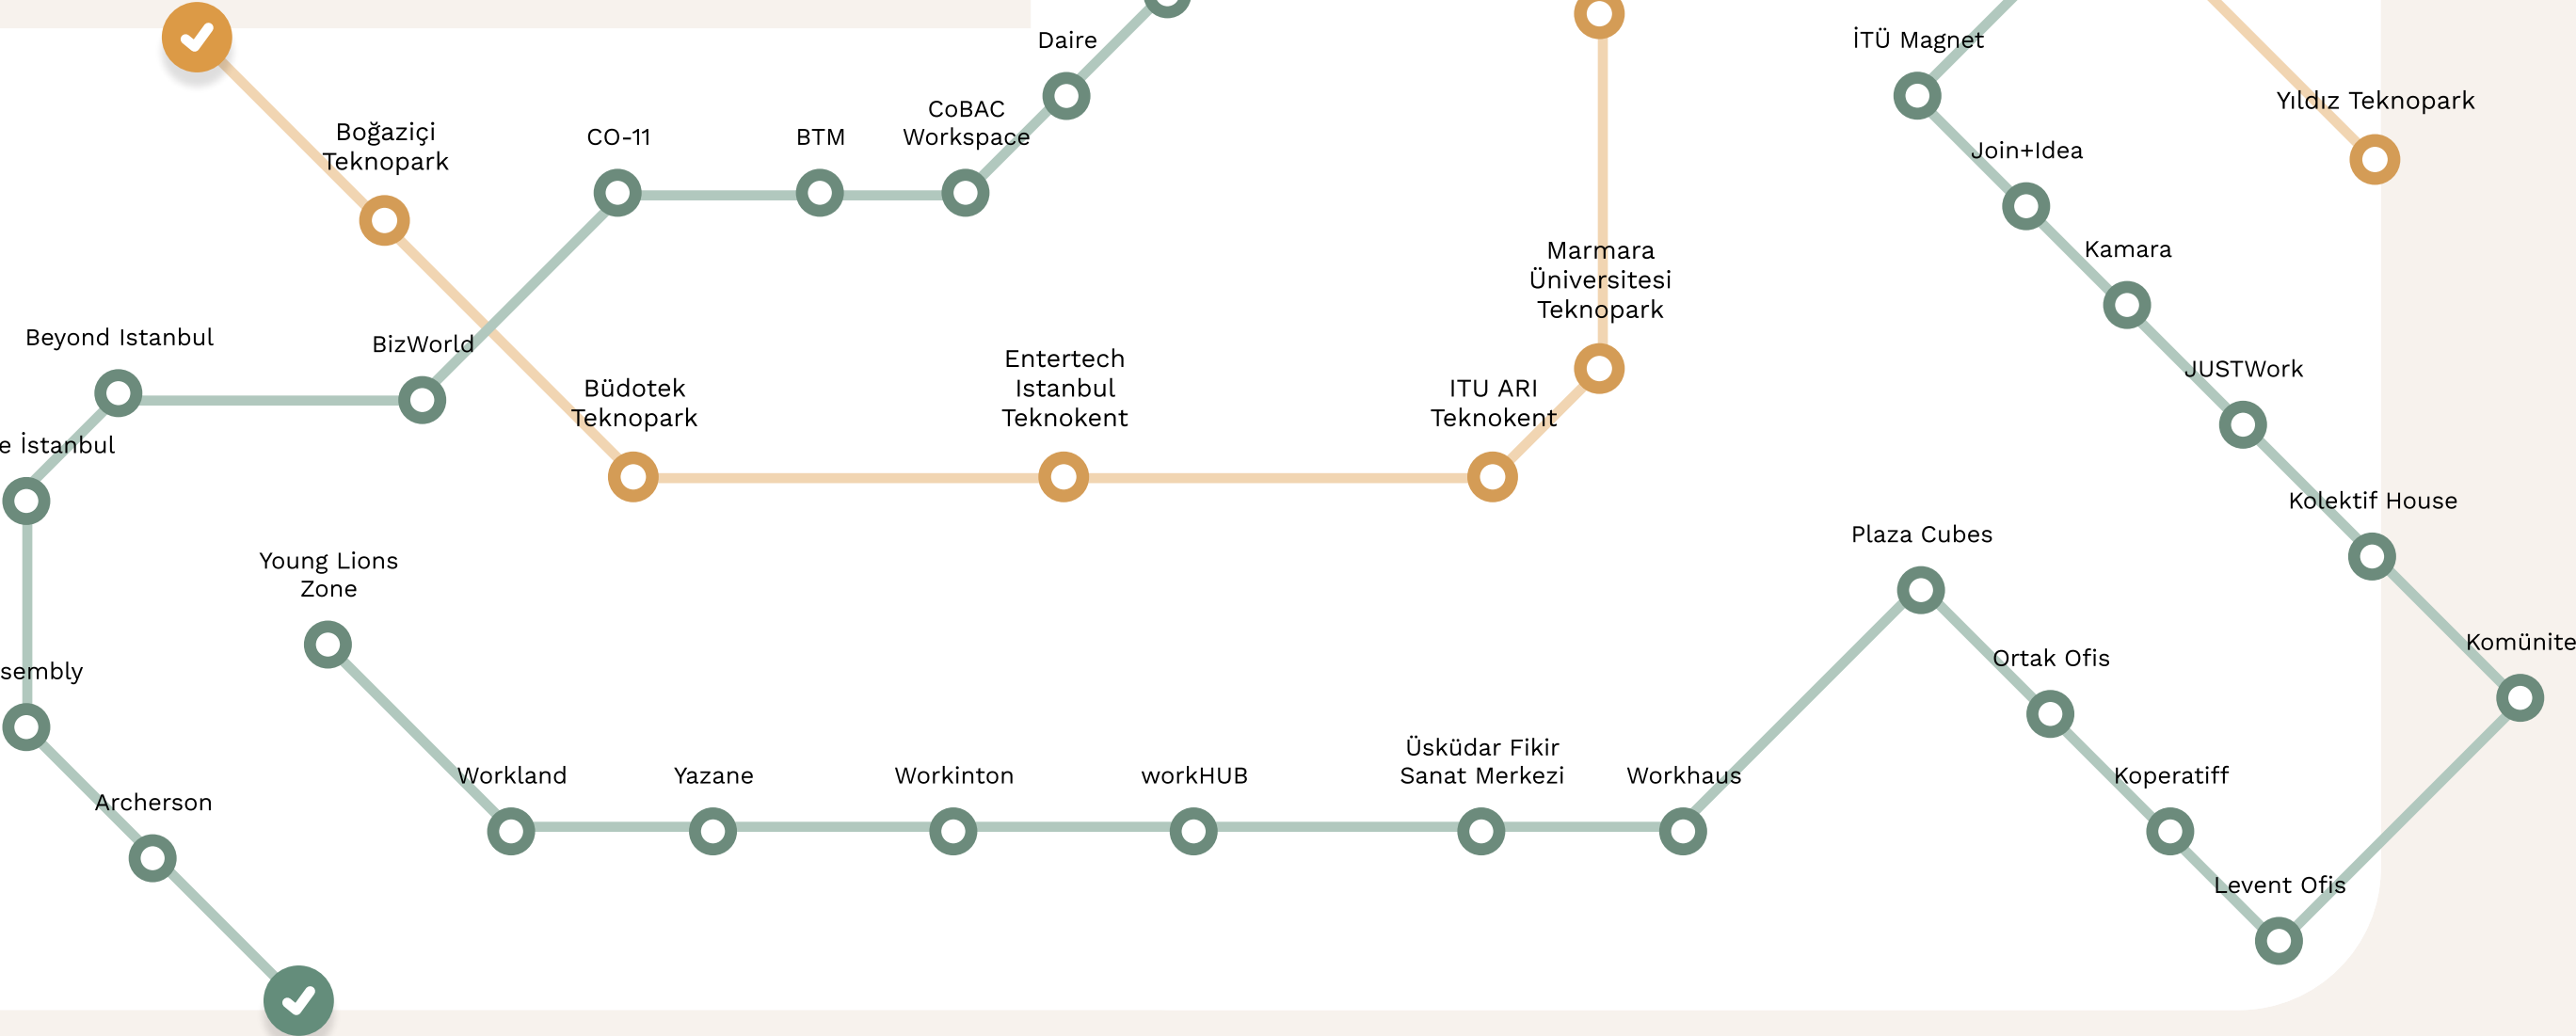 Daire
İTÜ Magnet
Yıldız Teknopark
CoBAC
Workspace
Boğaziçi
Teknopark
CO-11
BTM
Join+Idea
Kamara
Marmara
Üniversitesi
Teknopark
Beyond Istanbul
BizWorld
Entertech
Istanbul
Teknokent
JUSTWork
Büdotek
Teknopark
ITU ARI
Teknokent
e İstanbul
Kolektif House
Plaza Cubes
Young Lions
Zone
Komünite
Ortak Ofis
sembly
Üsküdar Fikir
Sanat Merkezi
Workland
Yazane
Workinton
workHUB
Workhaus
Koperatiff
Archerson
Levent Ofis